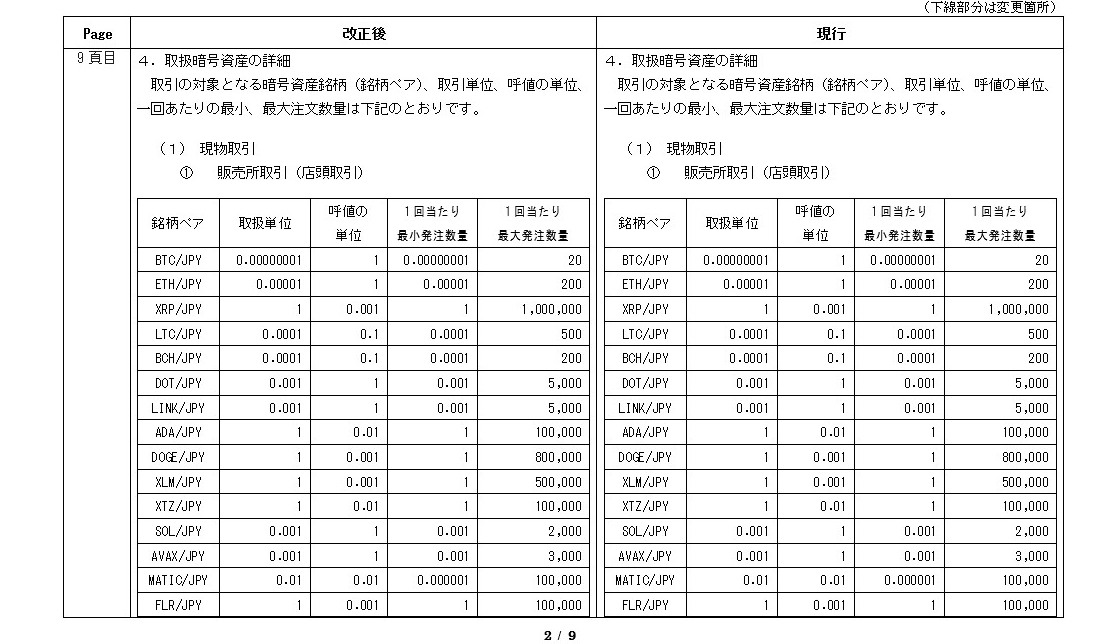 （下線部分は変更箇所）
Page 改正後 現行
９頁目 ４．取扱暗号資産の詳細 ４．取扱暗号資産の詳細
取引の対象となる暗号資産銘柄（銘柄ペア）、取引単位、呼値の単位、 取引の対象となる暗号資産銘柄（銘柄ペア）、取引単位、呼値の単位、
一回あたりの最小、最大注文数量は下記のとおりです。 一回あたりの最小、最大注文数量は下記のとおりです。
（１） 現物取引 （１） 現物取引
① 販売所取引（店頭取引） ① 販売所取引（店頭取引）
銘柄ペア 取扱単位 呼値の単位 １回当たり最小発注数量 １回当たり最大発注数量 銘柄ペア 取扱単位 呼値の単位 １回当たり最小発注数量 １回当たり最大発注数量
BTC/JPY 0.00000001 1 0.00000001 20 BTC/JPY 0.00000001 1 0.00000001 20
ETH/JPY 0.00001 1 0.00001 200 ETH/JPY 0.00001 1 0.00001 200
XRP/JPY 1 0.001 1 1,000,000 XRP/JPY 1 0.001 1 1,000,000
LTC/JPY 0.0001 0.1 0.0001 500 LTC/JPY 0.0001 0.1 0.0001 500
BCH/JPY 0.0001 0.1 0.0001 200 BCH/JPY 0.0001 0.1 0.0001 200
DOT/JPY 0.001 1 0.001 5,000 DOT/JPY 0.001 1 0.001 5,000
LINK/JPY 0.001 1 0.001 5,000 LINK/JPY 0.001 1 0.001 5,000
ADA/JPY 1 0.01 1 100,000 ADA/JPY 1 0.01 1 100,000
DOGE/JPY 1 0.001 1 800,000 DOGE/JPY 1 0.001 1 800,000
XLM/JPY 1 0.001 1 500,000 XLM/JPY 1 0.001 1 500,000
XTZ/JPY 1 0.01 1 100,000 XTZ/JPY 1 0.01 1 100,000
SOL/JPY 0.001 1 0.001 2,000 SOL/JPY 0.001 1 0.001 2,000
AVAX/JPY 0.001 1 0.001 3,000 AVAX/JPY 0.001 1 0.001 3,000
MATIC/JPY 0.01 0.01 0.000001 100,000 MATIC/JPY 0.01 0.01 0.000001 100,000
FLR/JPY 1 0.001 1 100,000 FLR/JPY 1 0.001 1 100,000
2 / 9